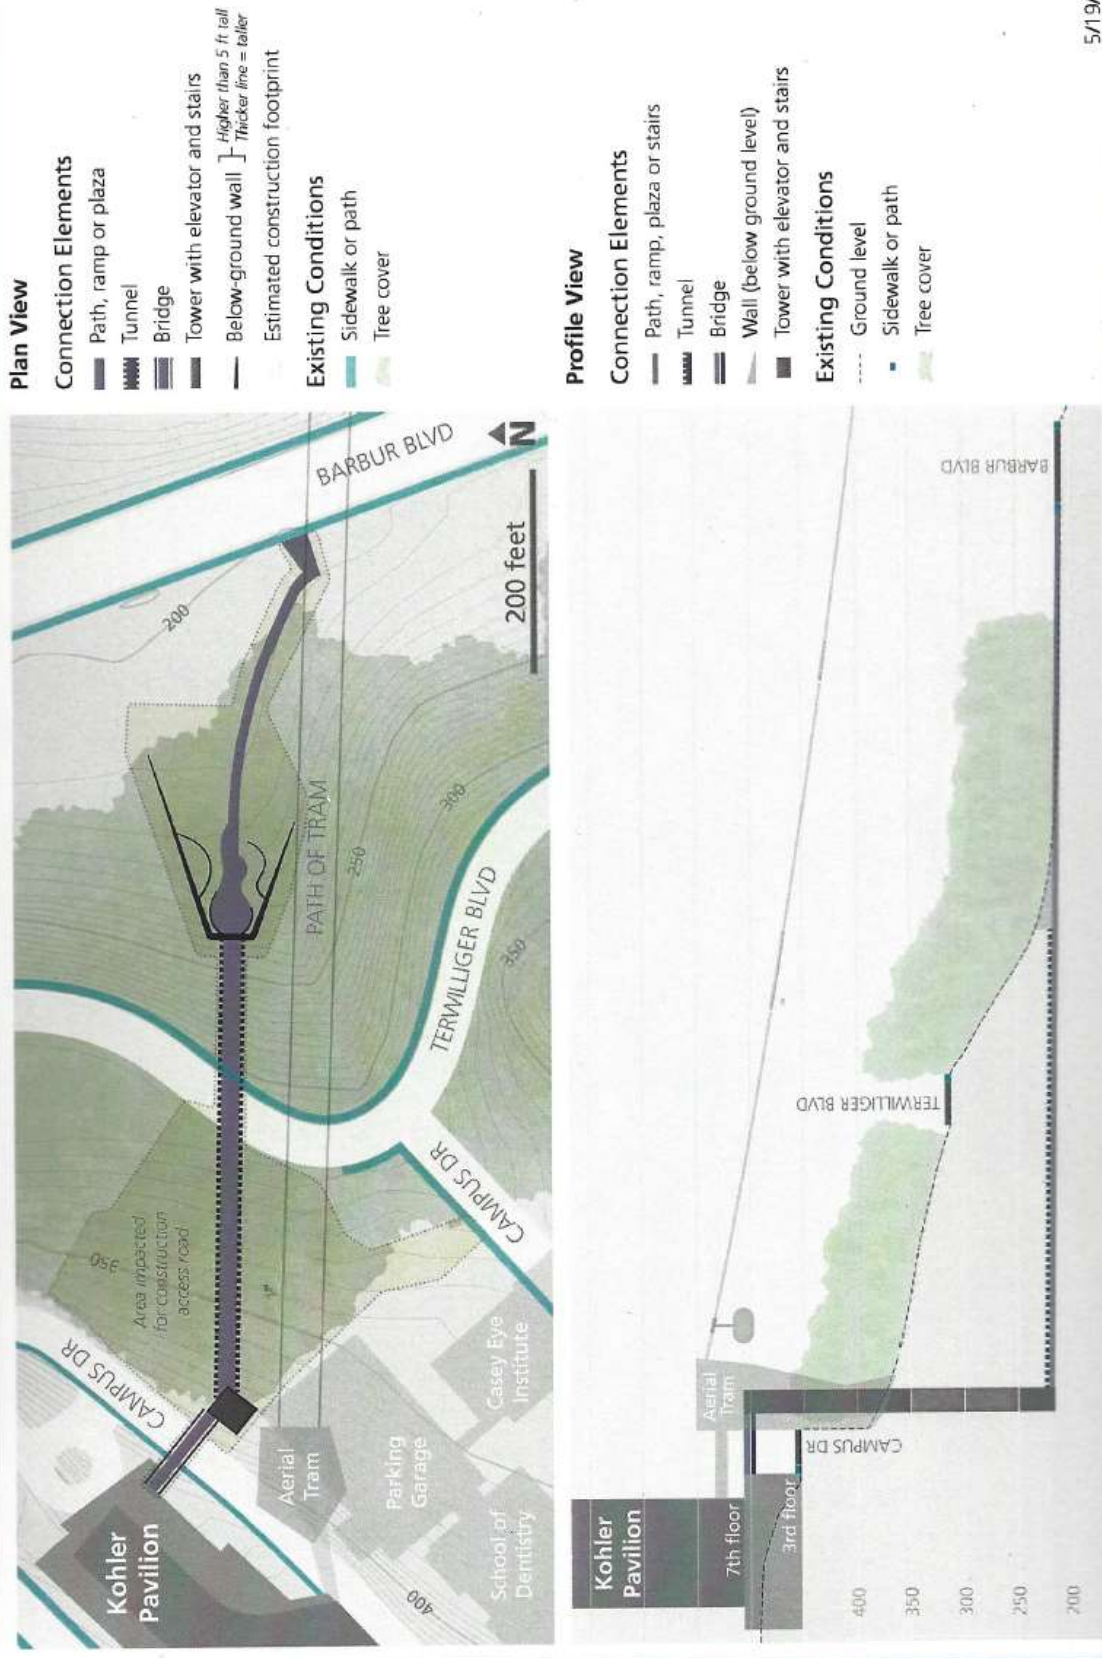 Plan View
Connection Elements
Path, ramp or plaza
Tunnel
Bridge
Tower with elevator and stairs
Below-ground wall
Higher than 5 ft tall
Thicker line = taller
Estimated construction footprint
Existing Conditions
Sidewalk or path
Tree cover
BARBUR BLVD
N
200 feet
200
PATH OF TRAM
300
250
TERWILLIGER BLVD
350
CAMPUS DR
350
Area impacted
for construction
access road
CAMPUS DR
Casey Eye
Institute
Aerial
Tram
Parking
Garage
Kohler
Pavilion
School of
Dentistry
400
Profile View
Connection Elements
Path, ramp, plaza or stairs
Tunnel
Bridge
Wall (below ground level)
Tower with elevator and stairs
Existing Conditions
Ground level
Sidewalk or path
Tree cover
BARBUR BLVD
TERWILLIGER BLVD
Aerial
Tram
CAMPUS DR
Kohler
Pavilion
7th floor
3rd floor
400
350
300
250
200
5/19/